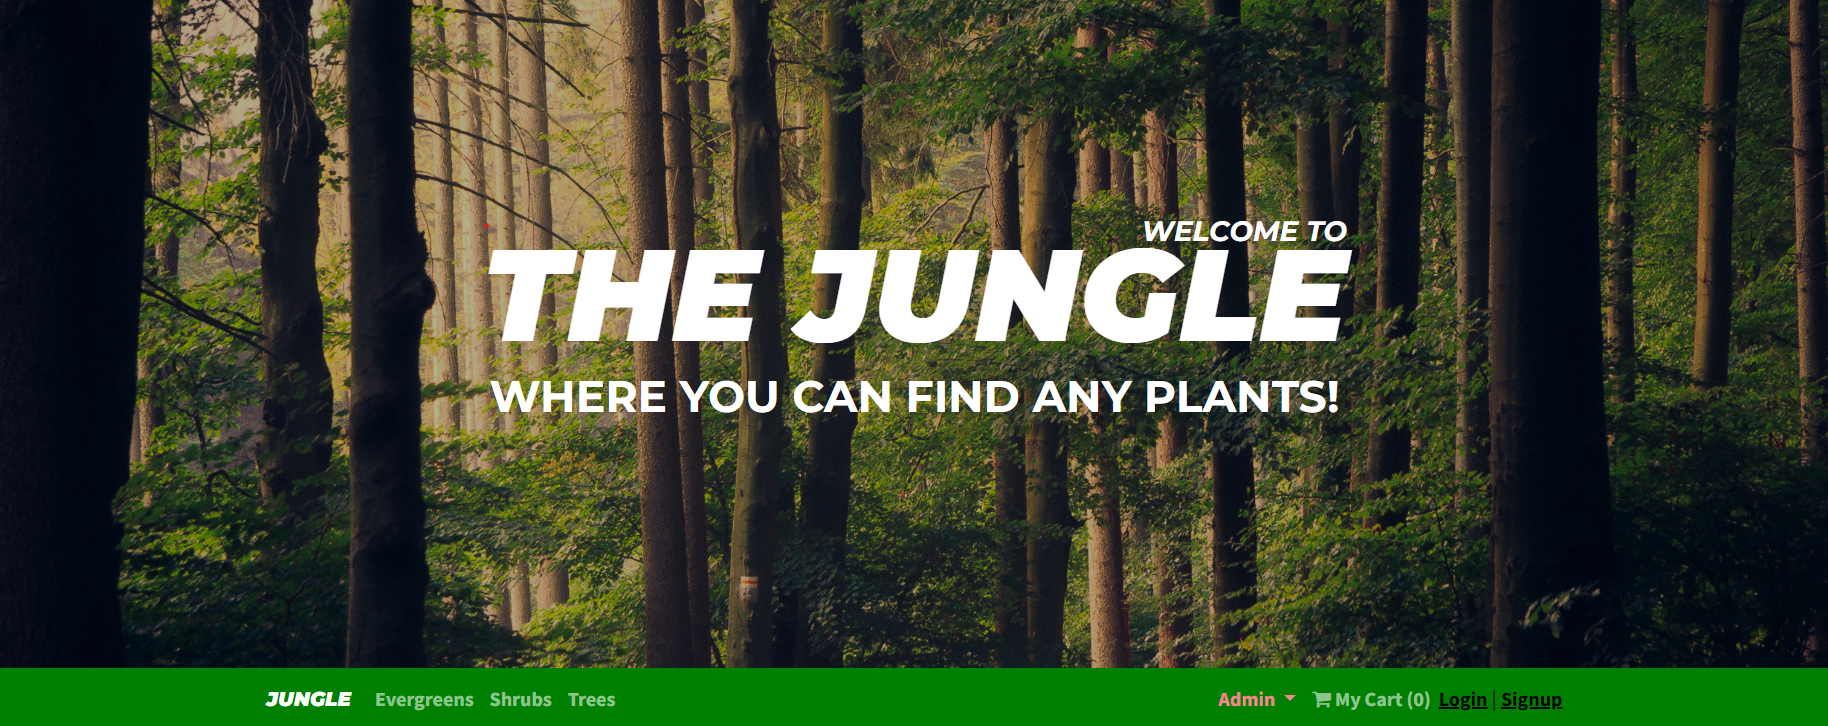 WELCOME TO
THE JUNGLE
WHERE YOU CAN FIND ANY PLANTS!
JUNGLE Evergreens Shrubs Trees Admin My Cart (0) Login | Signup